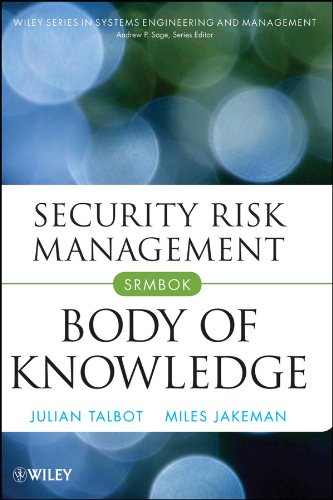 WILEY SERIES IN SYSTEMS ENGINEERING AND MANAGEMENT
Andrew P. Sage, Series Editor
SECURITY RISK
MANAGEMENT
SRMBOK
BODY OF
KNOWLEDGE
JULIAN TALBOT MILES JAKEMAN
WILEY